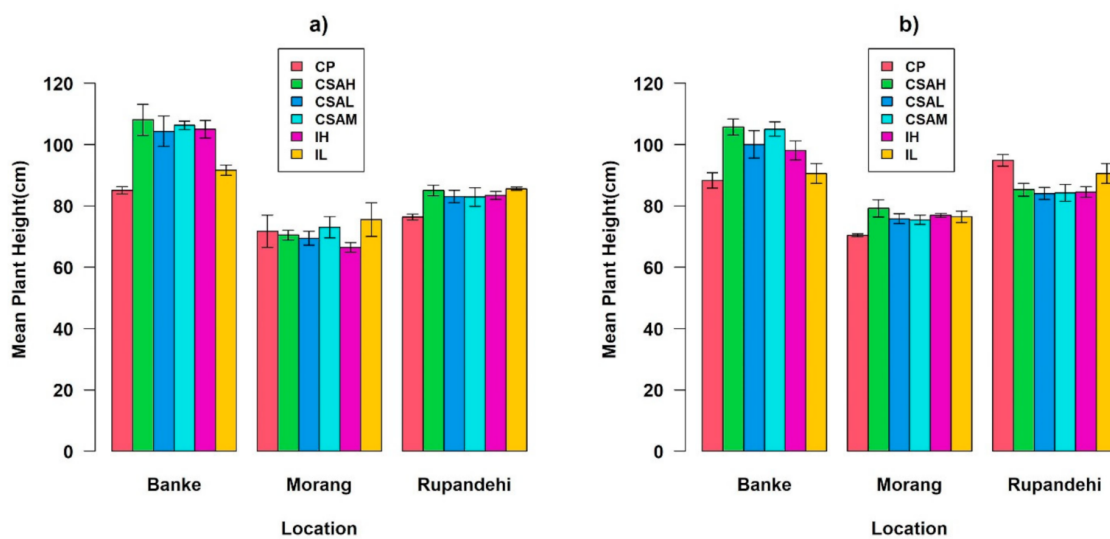 a)
CP
CSAH
CSAL
CSAM
IH
IL
Mean Plant Height(cm)
120
100
80
60
40
20
0
Banke Morang Rupandehi
Location
b)
CP
CSAH
CSAL
CSAM
IH
IL
Mean Plant Height(cm)
120
100
80
60
40
20
0
Banke Morang Rupandehi
Location